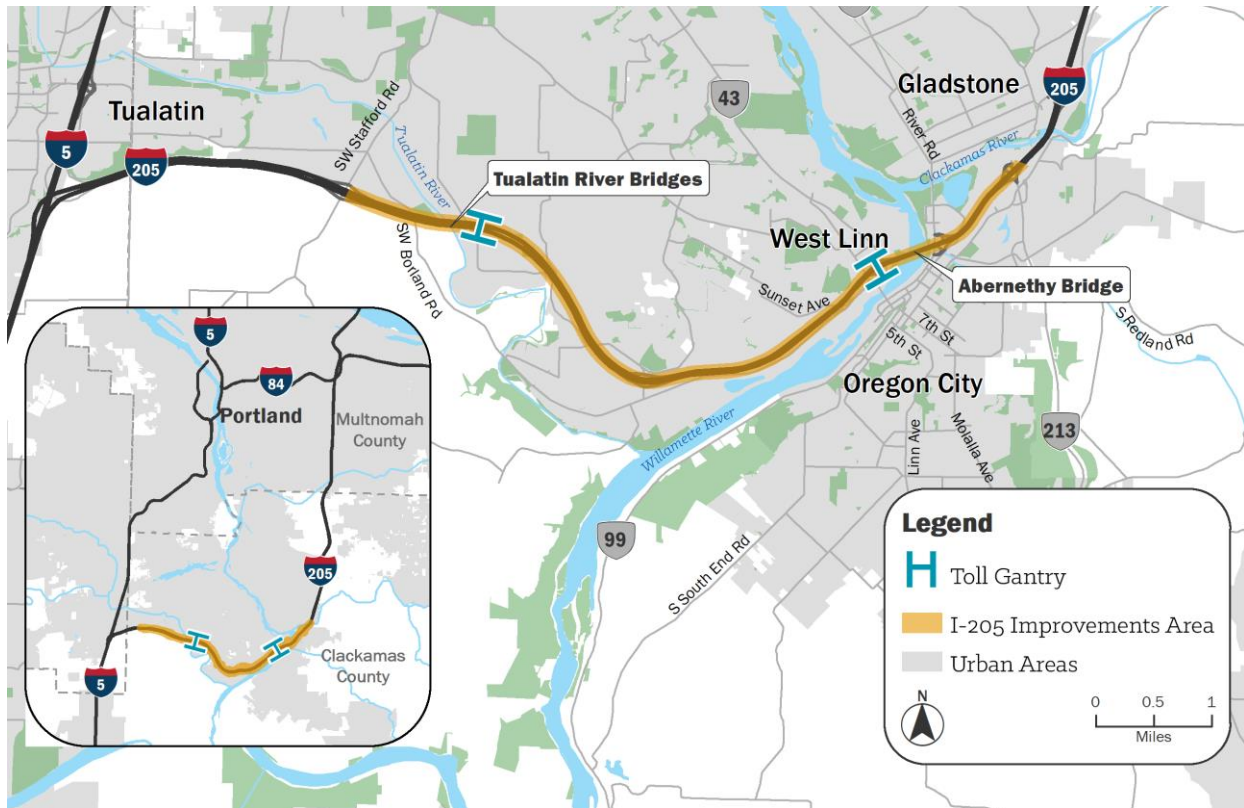 Gladstone
205
43
Tualatin
SW Stafford Rd
River Rd
Clackamas River
5
205
Tualatin River
Tualatin River Bridges
West Linn
SW Borland Rd
Sunset Ave
Abernethy Bridge
S Redland Rd
7th St
5th St
Oregon City
Willamette River
Linn Ave
Molalla Ave
213
99
S South End Rd
5
84
Portland
Multnomah
County
205
Clackamas
County
5
Legend
Toll Gantry
I-205 Improvements Area
Urban Areas
N
0 0.5 1
Miles